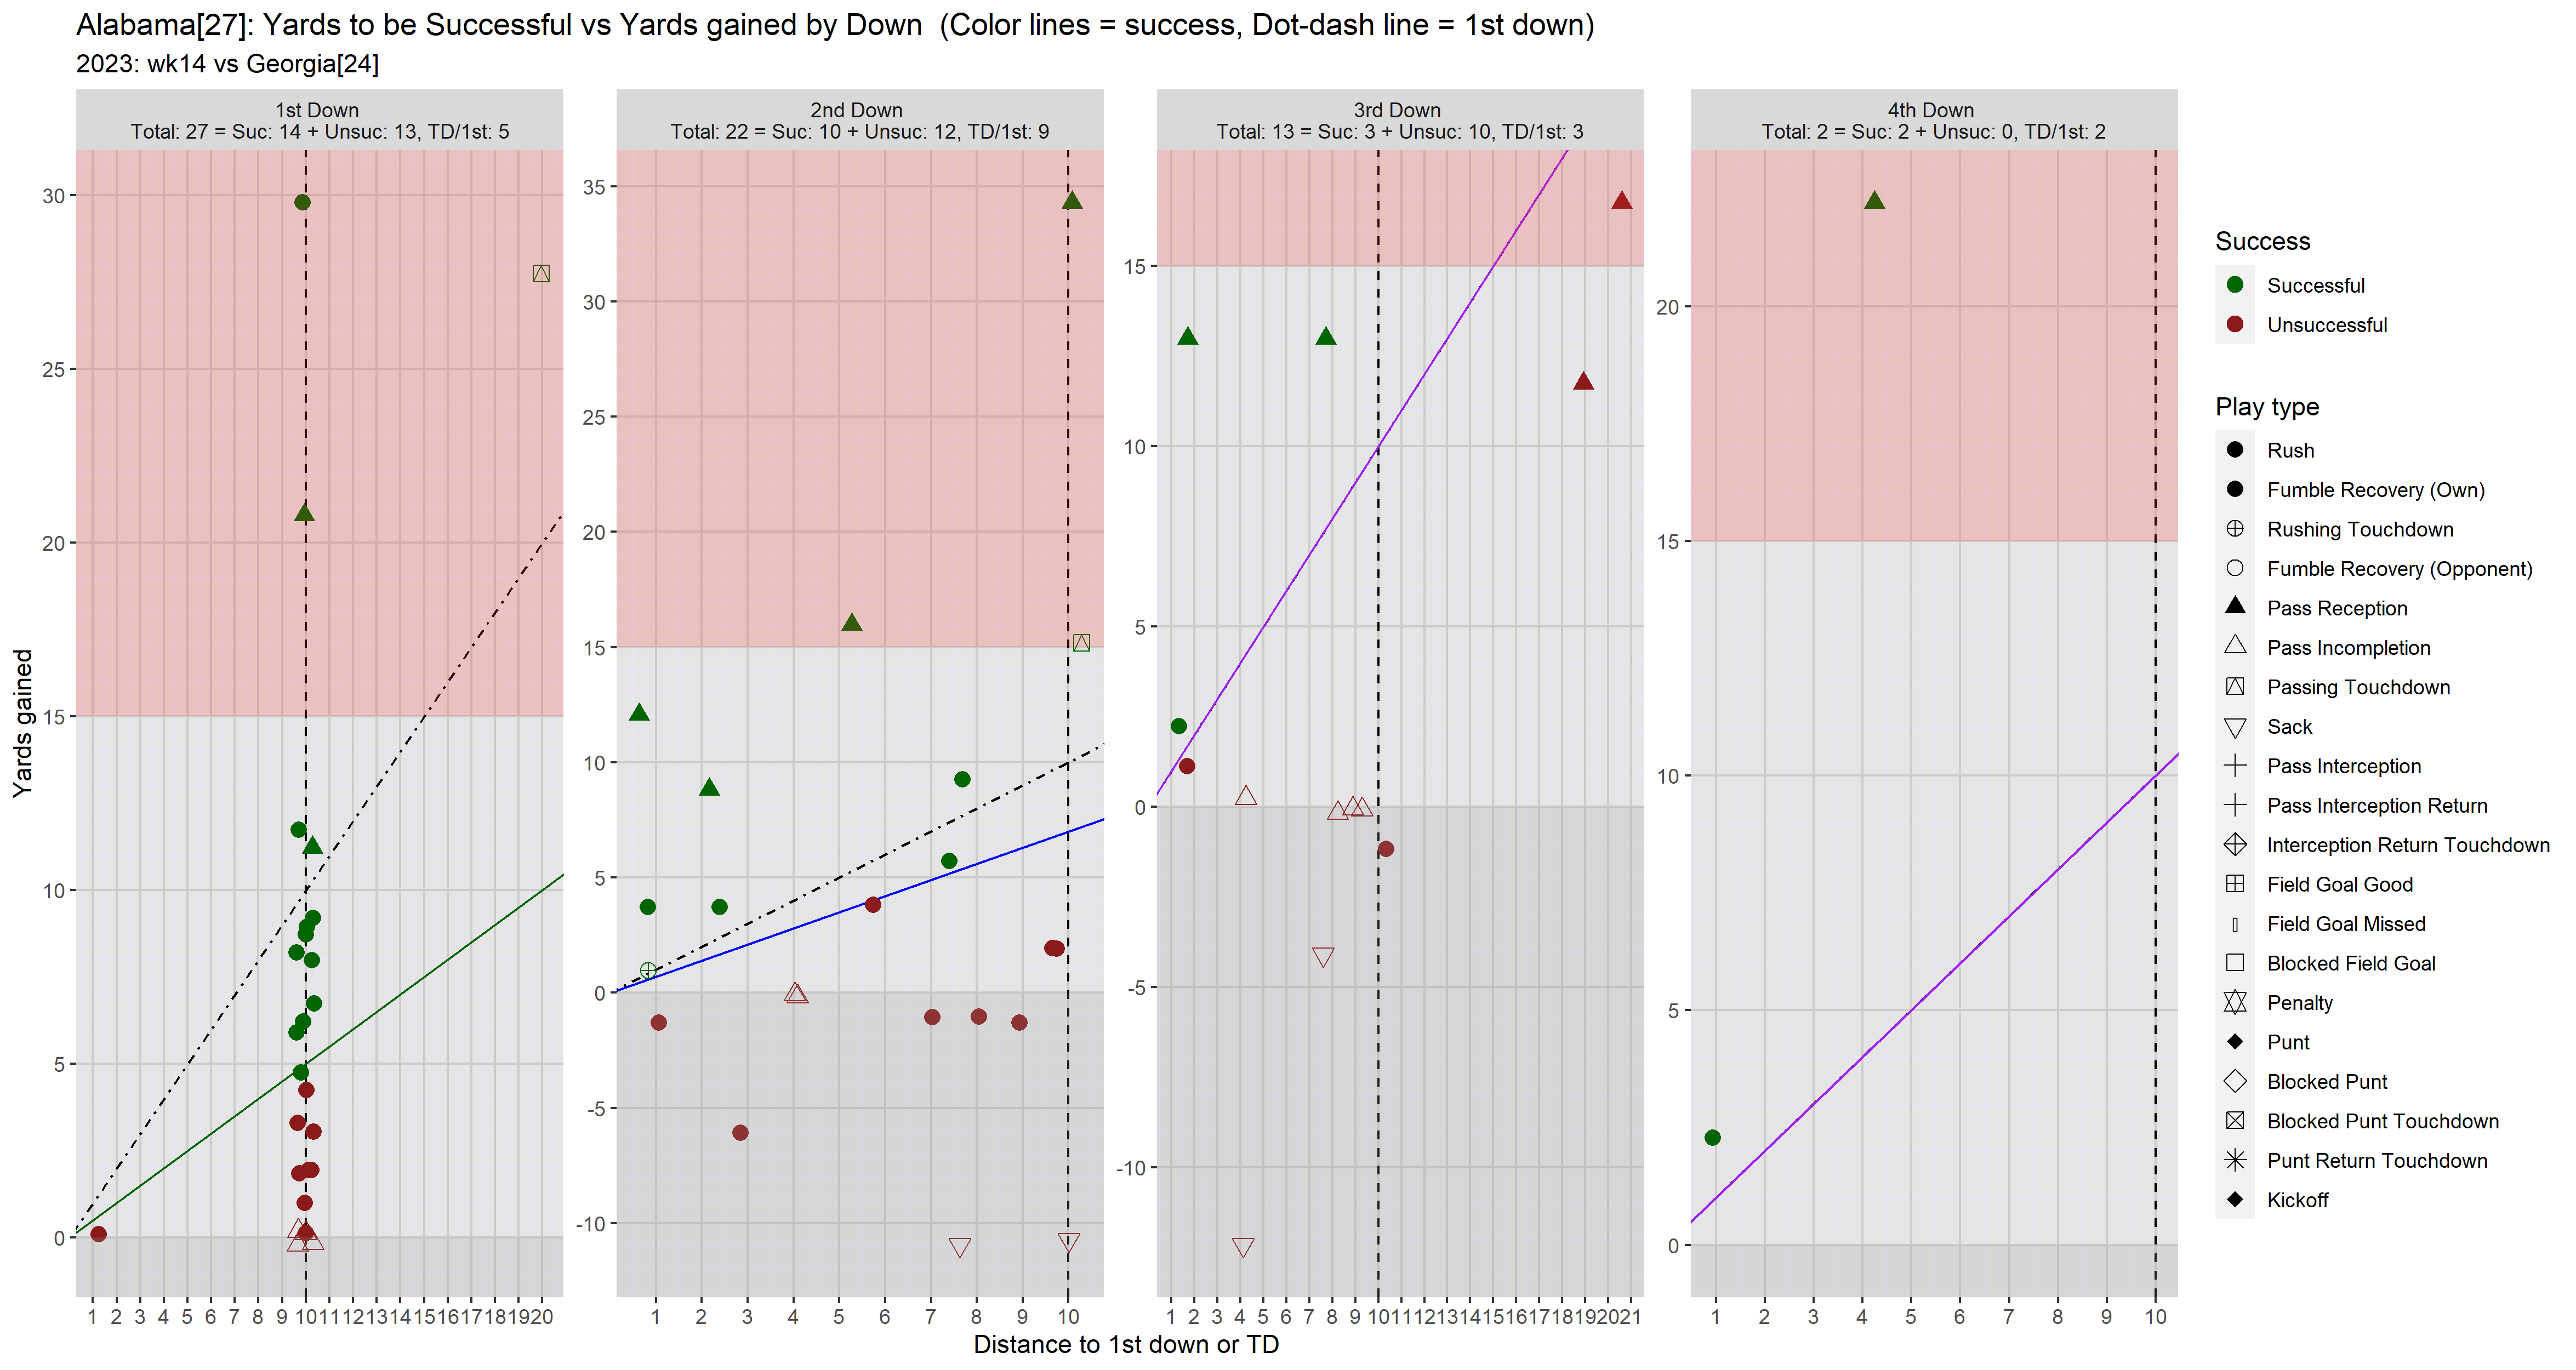 Alabama[27]: Yards to be Successful vs Yards gained by Down  (Color lines = success, Dot-dash line = 1st down)
2023: wk14 vs Georgia[24]
1st Down
Total: 27 = Suc: 14 + Unsuc: 13, TD/1st: 5
2nd Down
Total: 22 = Suc: 10 + Unsuc: 12, TD/1st: 9
3rd Down
Total: 13 = Suc: 3 + Unsuc: 10, TD/1st: 3
4th Down
Total: 2 = Suc: 2 + Unsuc: 0, TD/1st: 2
Yards gained
30
25
20
15
10
5
0
35
30
25
20
15
10
5
0
-5
-10
15
10
5
0
-5
-10
20
15
10
5
0
1 2 3 4 5 6 7 8 9 10 11 12 13 14 15 16 17 18 19 20
1 2 3 4 5 6 7 8 9 10
1 2 3 4 5 6 7 8 9 10 11 12 13 14 15 16 17 18 19 20 21
1 2 3 4 5 6 7 8 9 10
Distance to 1st down or TD
Success
Successful
Unsuccessful
Play type
Rush
Fumble Recovery (Own)
Rushing Touchdown
Fumble Recovery (Opponent)
Pass Reception
Pass Incompletion
Passing Touchdown
Sack
Pass Interception
Pass Interception Return
Interception Return Touchdown
Field Goal Good
Field Goal Missed
Blocked Field Goal
Penalty
Punt
Blocked Punt
Blocked Punt Touchdown
Punt Return Touchdown
Kickoff